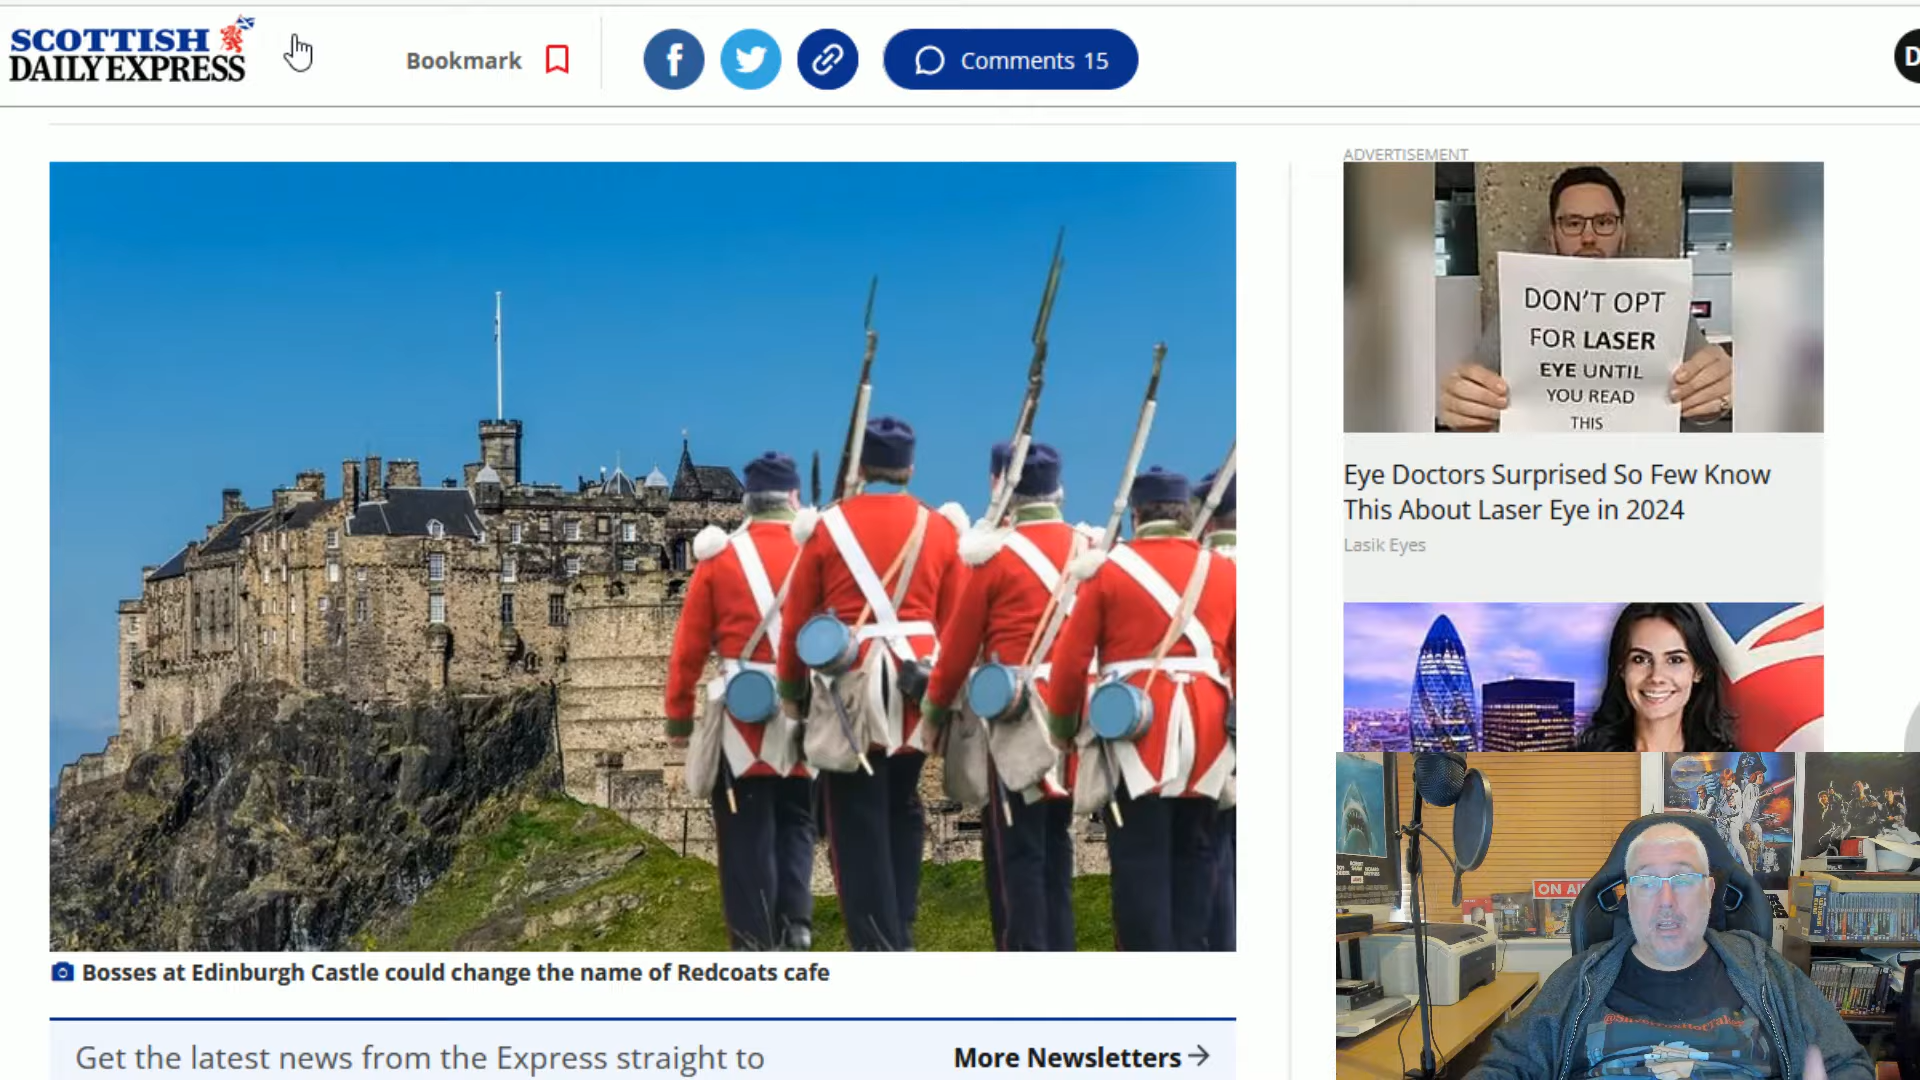 SCOTTISH
DAILY EXPRESS
Bookmark
Comments 15
D
ADVERTISEMENT
DON'T OPT
FOR LASER
EYE UNTIL
YOU READ
THIS
Eye Doctors Surprised So Few Know
This About Laser Eye in 2024
Lasik Eyes
ON AI
Bosses at Edinburgh Castle could change the name of Redcoats cafe
Get the latest news from the Express straight to
More Newsletters